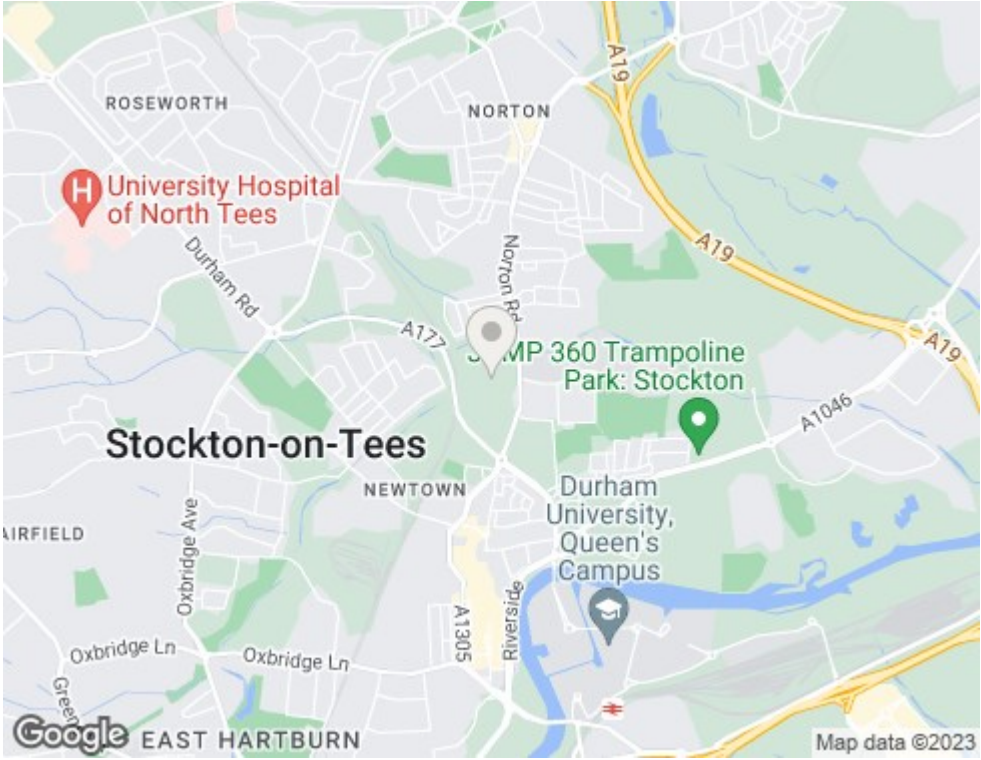 ROSEWORTH
NORTON
A19
University Hospital
of North Tees
H
Durham Rd
Norton Rd
A19
A177
360 Trampoline
Park: Stockton
A19
A1046
Stockton-on-Tees
NEWTOWN
Durham
University,
Queen's
Campus
AIRFIELD
Oxbridge Ave
A1305
Riverside
Oxbridge Ln
Oxbridge Ln
Green
Google
EAST HARTBURN
Map data ©2023